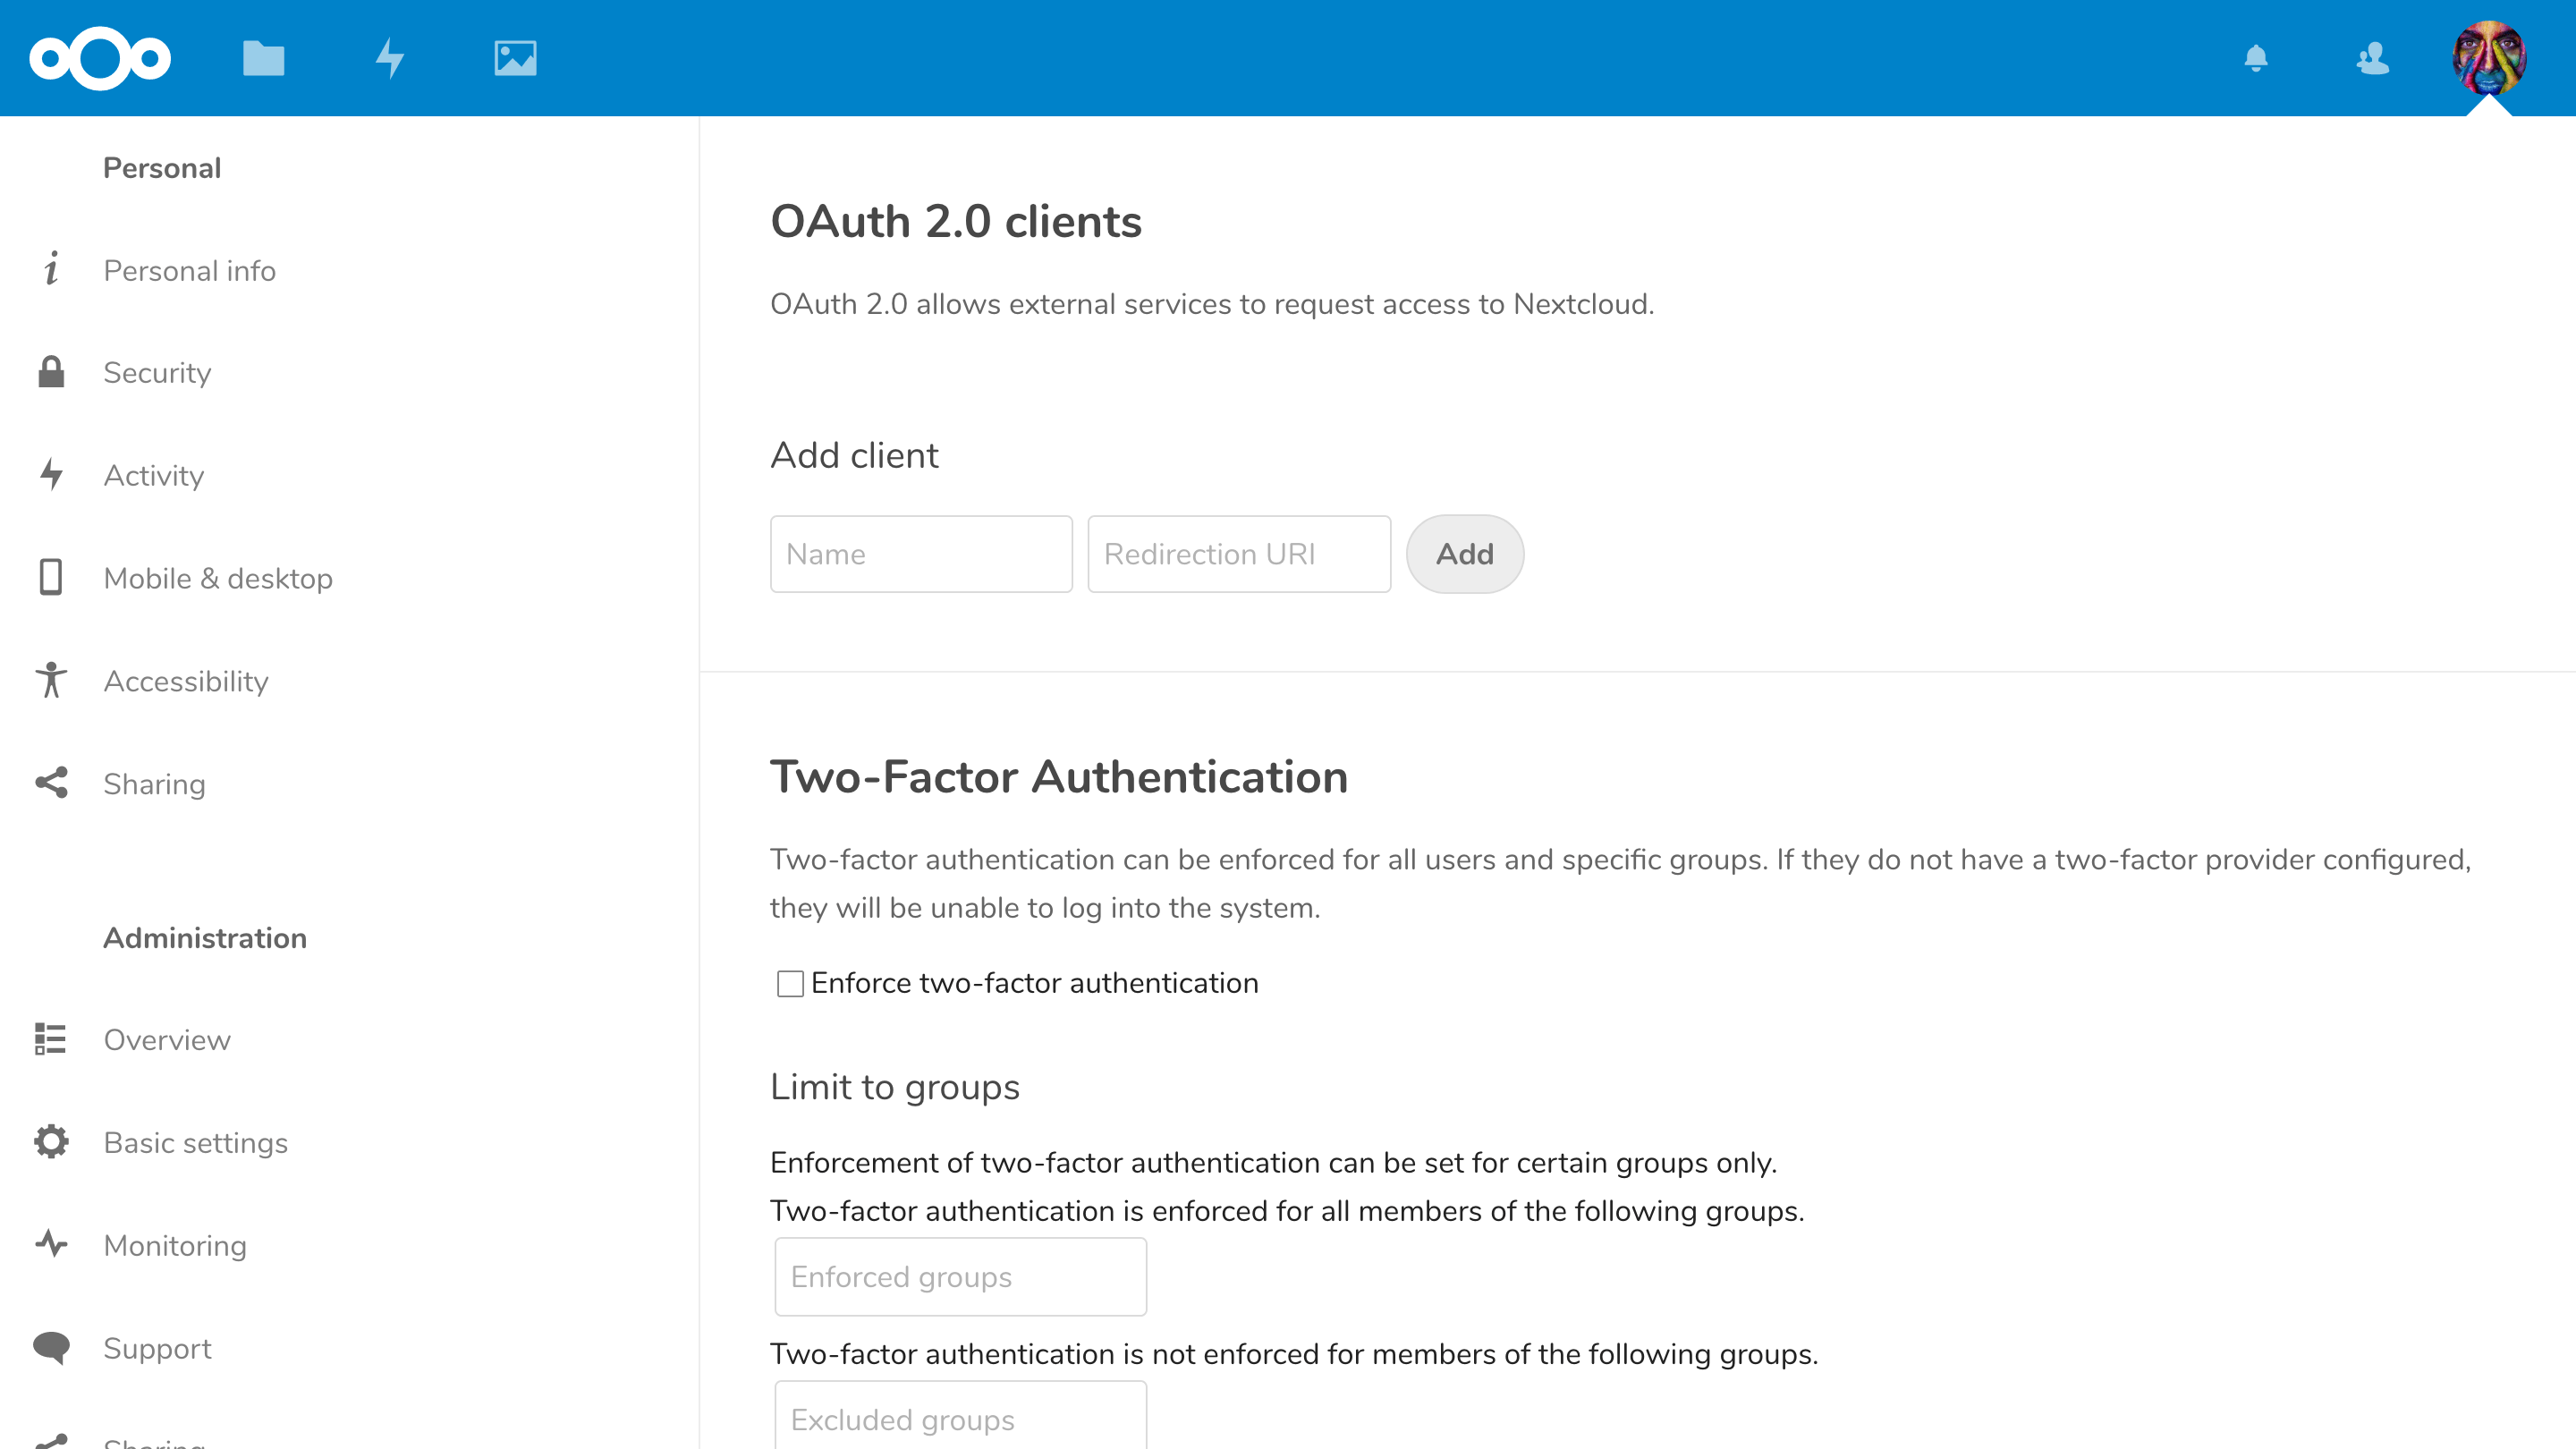 Personal
Personal info
Security
Activity
Mobile & desktop
Accessibility
Sharing
Administration
Overview
Basic settings
Monitoring
Support
Sharing
OAuth 2.0 clients
OAuth 2.0 allows external services to request access to Nextcloud.
Add client
Name
Redirection URI
Add
Two-Factor Authentication
Two-factor authentication can be enforced for all users and specific groups. If they do not have a two-factor provider configured,
they will be unable to log into the system.
Enforce two-factor authentication
Limit to groups
Enforcement of two-factor authentication can be set for certain groups only.
Two-factor authentication is enforced for all members of the following groups.
Enforced groups
Two-factor authentication is not enforced for members of the following groups.
Excluded groups